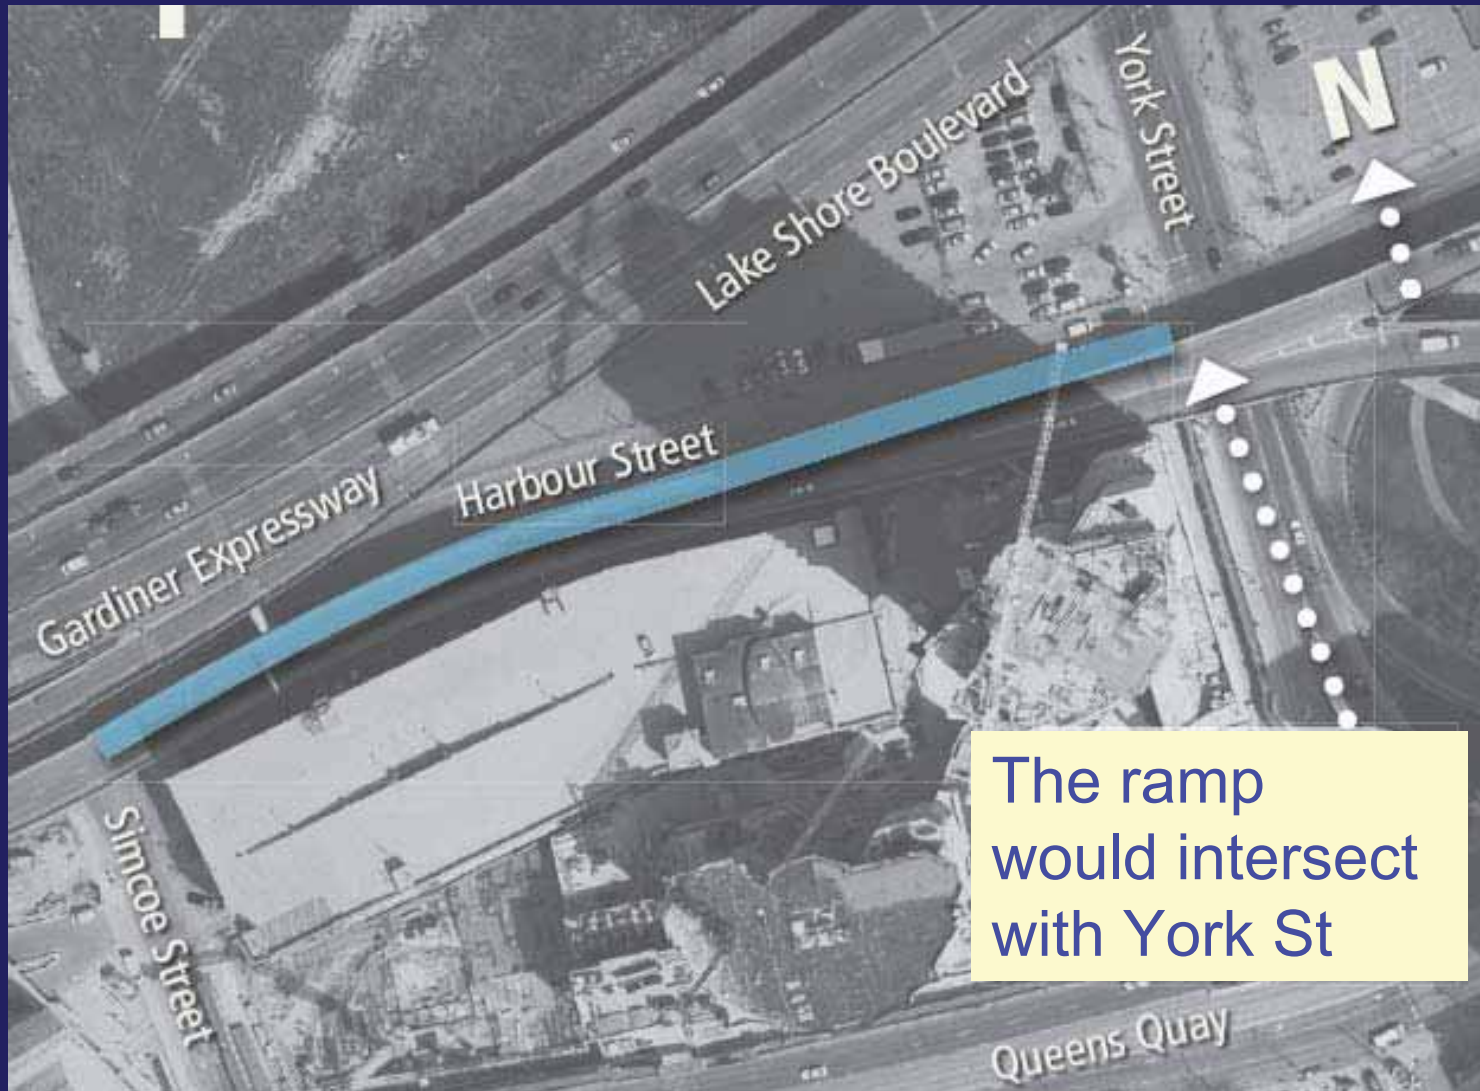 York Street
N
Lake Shore Boulevard
Harbour Street
Gardiner Expressway
Simcoe Street
The ramp
would intersect
with York St
Queens Quay